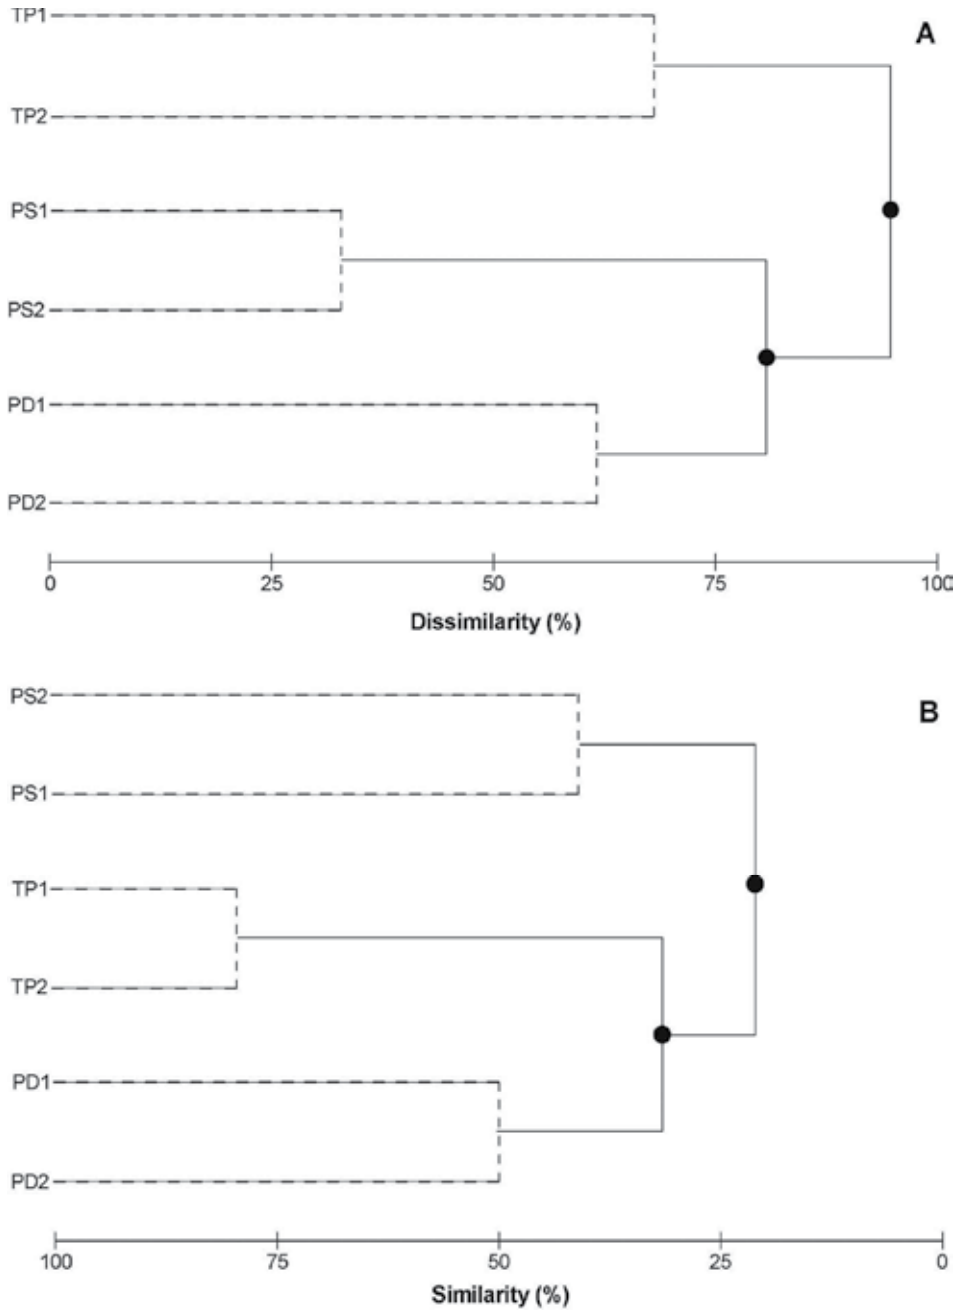 TP1
A
TP2
PS1
PS2
PD1
PD2
0 25 50 75 100
Dissimilarity (%)
PS2
B
PS1
TP1
TP2
PD1
PD2
100 75 50 25 0
Similarity (%)